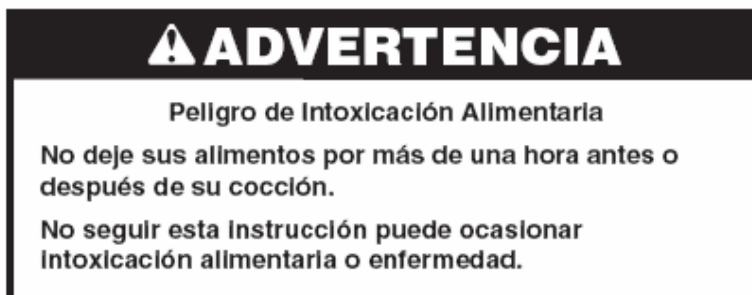 ADVERTENCIA
Peligro de Intoxicación Alimentaria
No deje sus alimentos por más de una hora antes o
después de su cocción.
No seguir esta instrucción puede ocasionar
intoxicación alimentaria o enfermedad.